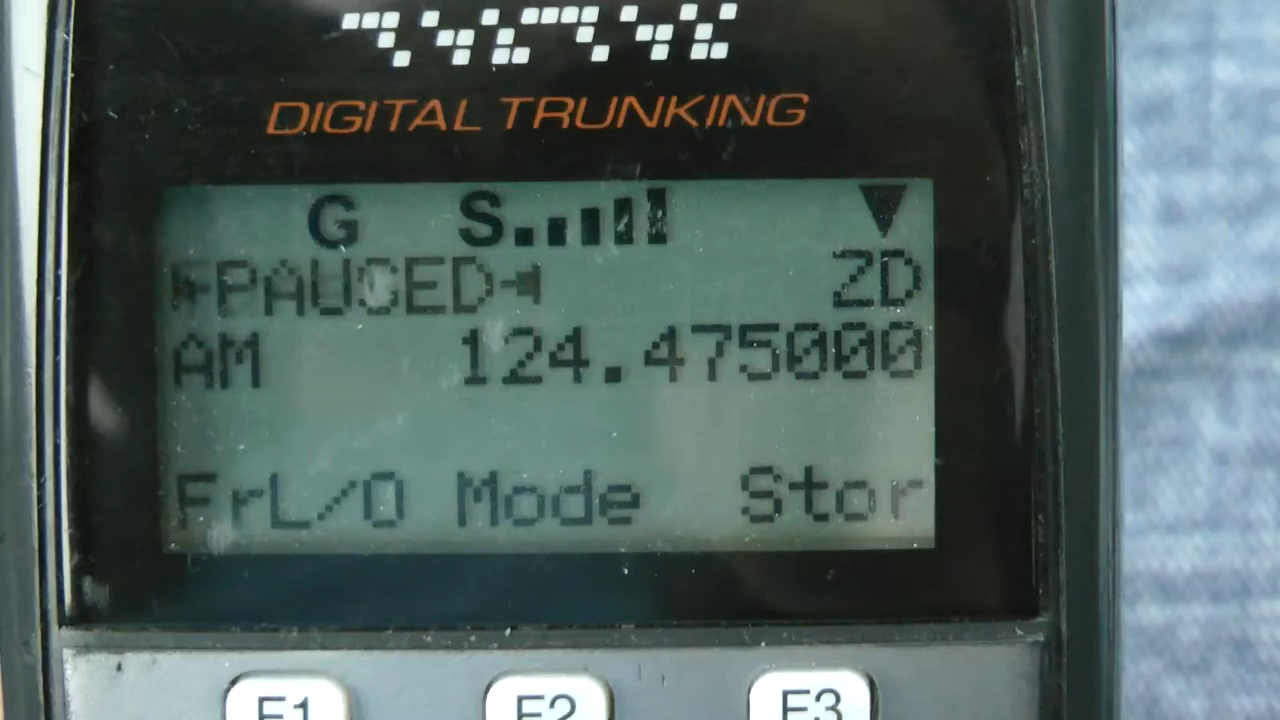 DIGITAL TRUNKING
G S
PAUSED ZD
AM 124.475000
FrL/O Mode Stor
F1 F2 F3